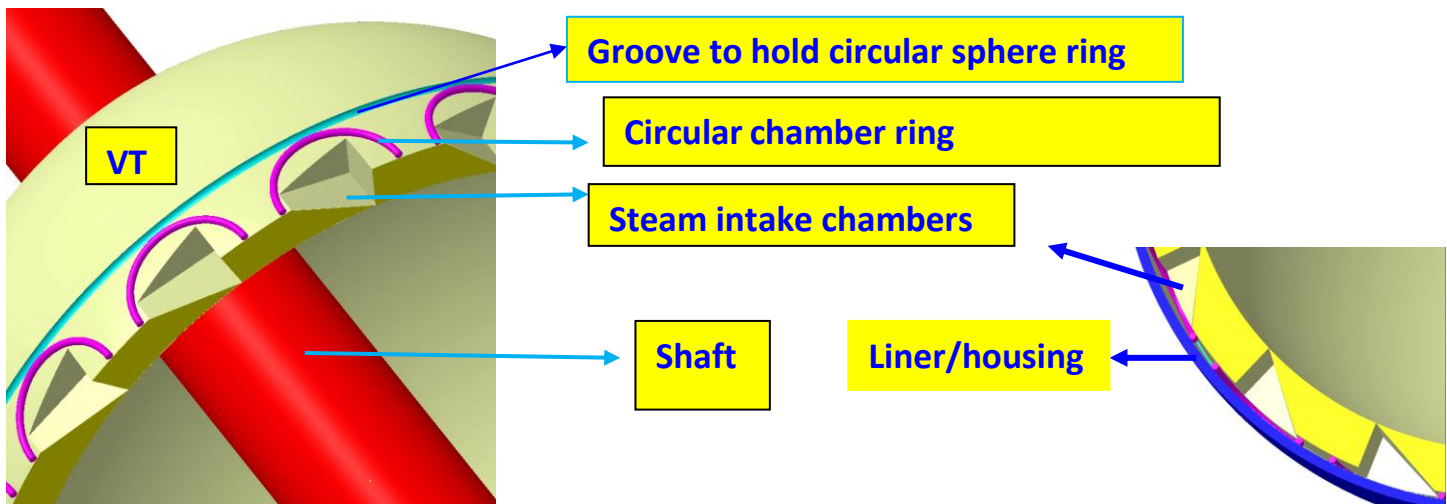 Groove to hold circular sphere ring
Circular chamber ring
VT
Steam intake chambers
Shaft
Liner/housing